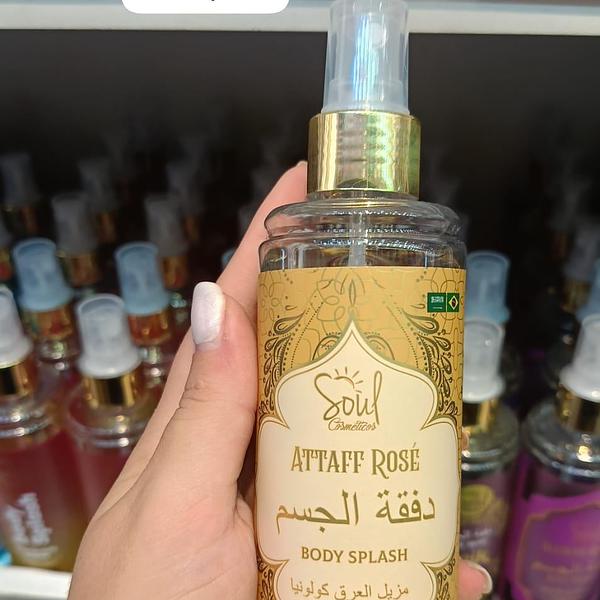 Soul
Cosméticos
ATTAFF ROSÉ
دفقة الجسم
BODY SPLASH
مزيل العرق كولونيا